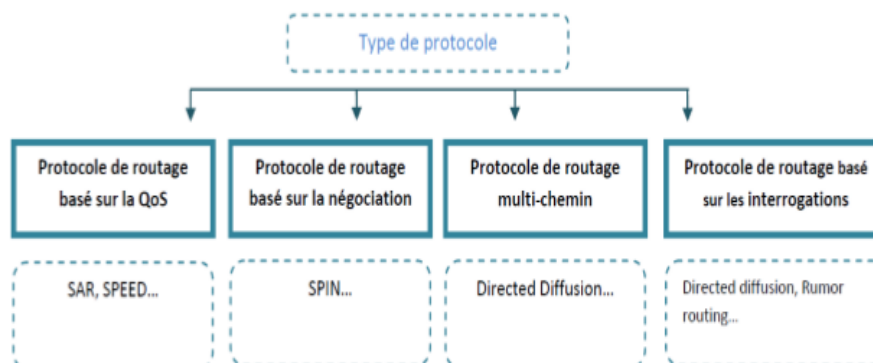 Type de protocole
Protocole de routage
basé sur la QoS
Protocole de routage
basé sur la négociation
Protocole de routage
multi-chemin
Protocole de routage basé
sur les interrogations
SAR, SPEED...
SPIN...
Directed Diffusion...
Directed diffusion, Rumor
routing...